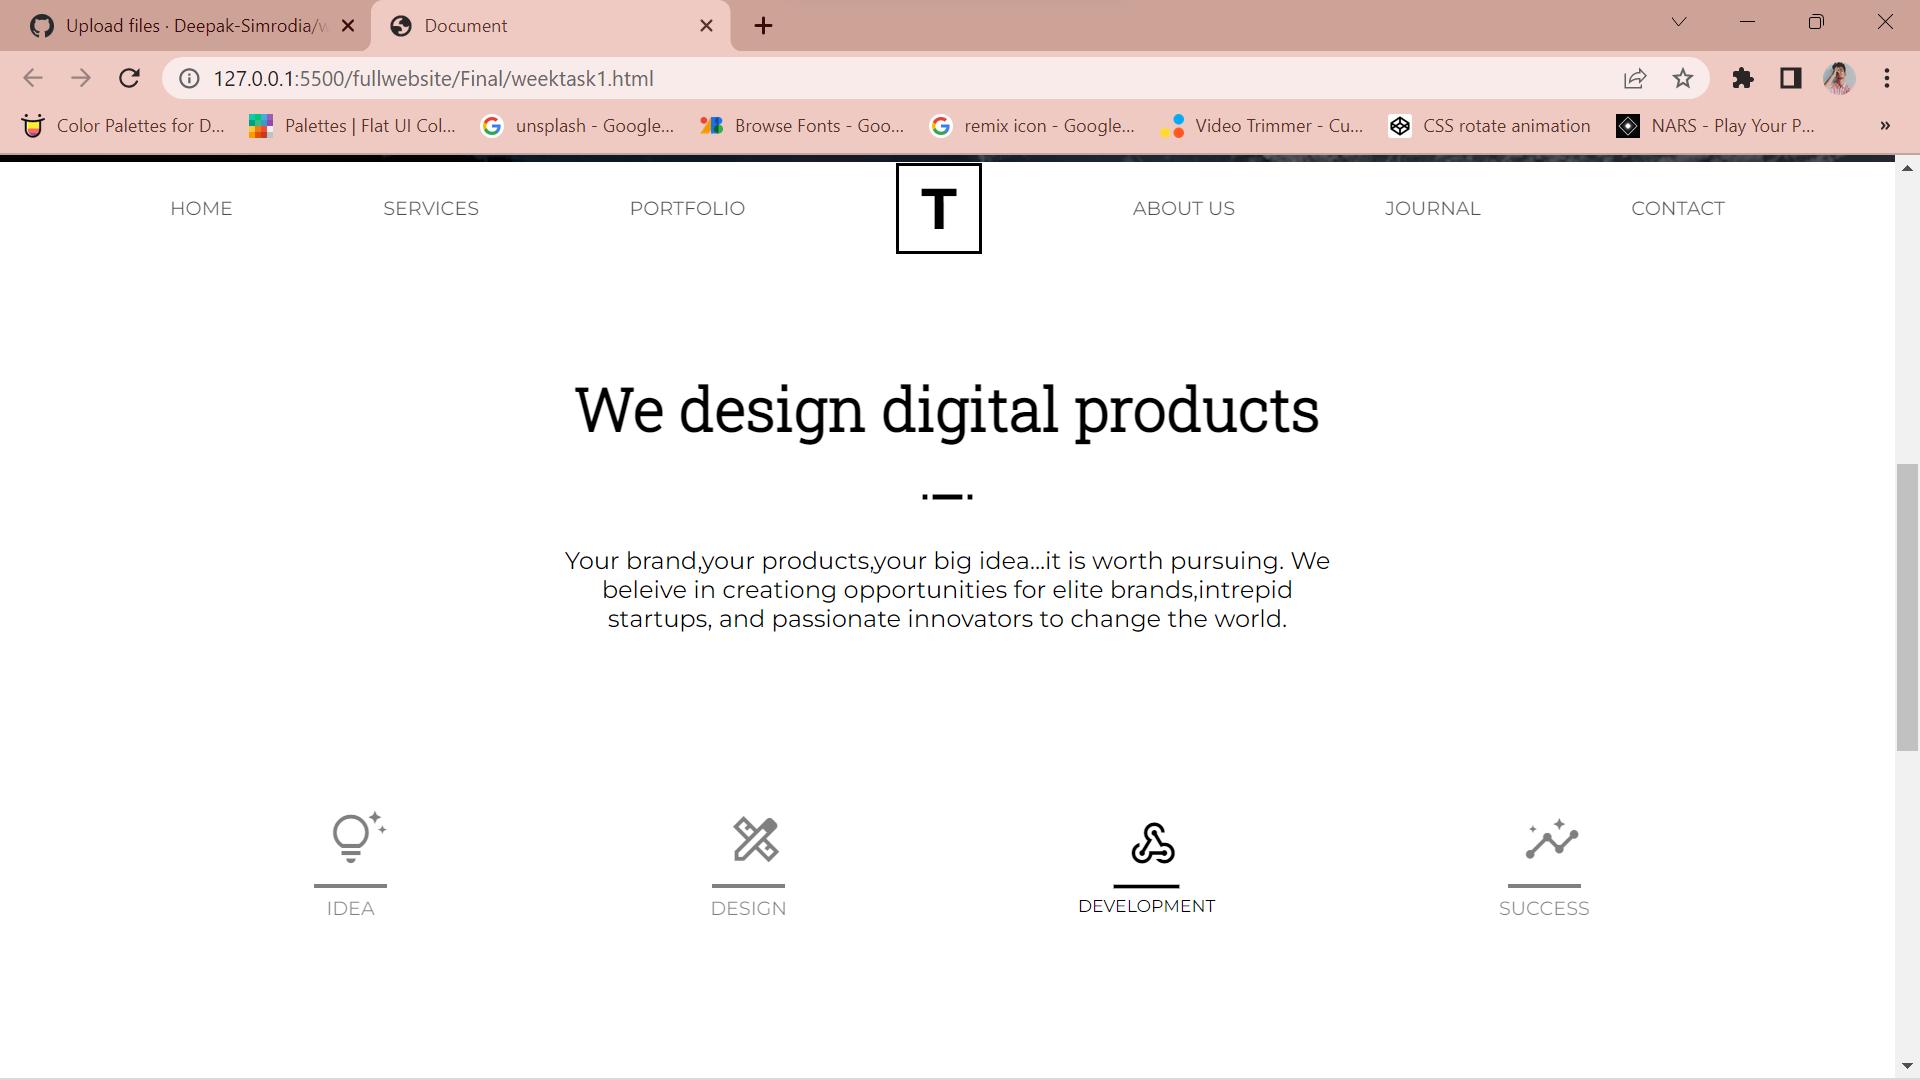 Upload files · Deepak-Simrodia/w
Document
127.0.0.1:5500/fullwebsite/Final/weektask1.html
Color Palettes for D...
Palettes | Flat UI Col...
unsplash - Google...
Browse Fonts - Goo...
remix icon - Google...
Video Trimmer - Cu...
CSS rotate animation
NARS - Play Your P...
»
HOME
SERVICES
PORTFOLIO
T
ABOUT US
JOURNAL
CONTACT
We design digital products
Your brand,your products,your big idea...it is worth pursuing. We
beleive in creationg opportunities for elite brands,intrepid
startups, and passionate innovators to change the world.
IDEA
DESIGN
DEVELOPMENT
SUCCESS